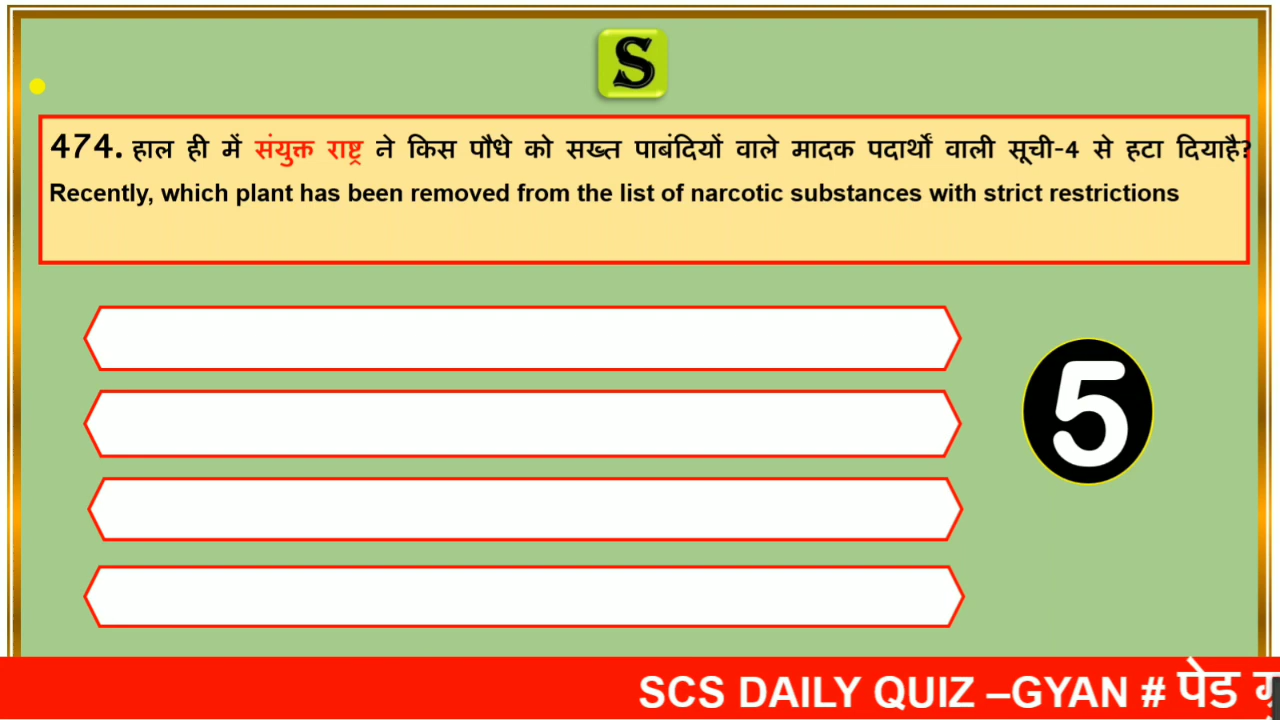 S
474. हाल ही में संयुक्त राष्ट्र ने किस पौधे को सख्त पाबंदियों वाले मादक पदार्थों वाली सूची-4 से हटा दियाहै?
Recently, which plant has been removed from the list of narcotic substances with strict restrictions
5
SCS DAILY QUIZ –GYAN # पेड